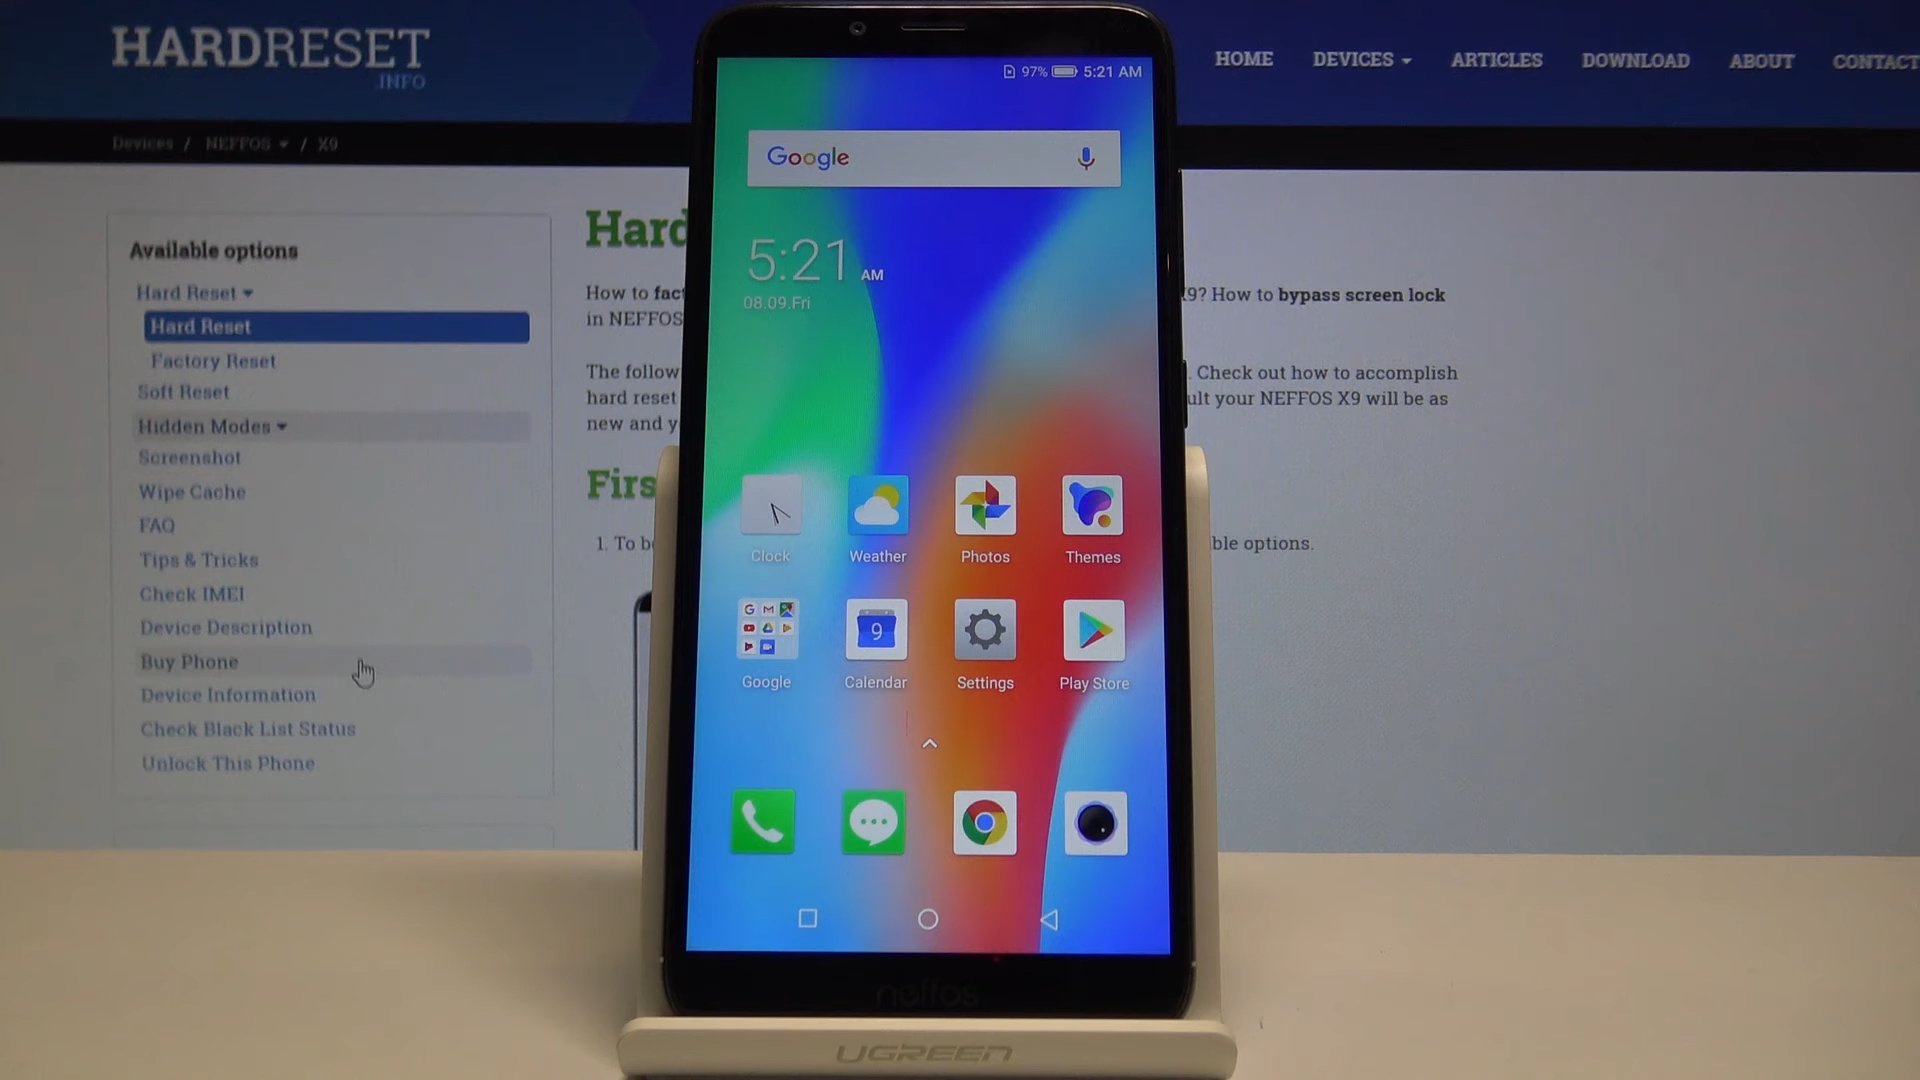 HARDRESET
.INFO
HOME DEVICES ARTICLES DOWNLOAD ABOUT CONTACT
Devices / NEFFOS / X9
Available options
Hard Reset
Hard Reset
Factory Reset
Soft Reset
Hidden Modes
Screenshot
Wipe Cache
FAQ
Tips & Tricks
Check IMEI
Device Description
Buy Phone
Device Information
Check Black List Status
Unlock This Phone
Hard
How to fact
X9? How to bypass screen lock
in NEFFOS
The follow
. Check out how to accomplish
hard reset
ult your NEFFOS X9 will be as
new and y
Firs
1. To be
ble options.
97% 5:21 AM
Google
5:21 AM
08.09.Fri
Clock Weather Photos Themes
9
Google Calendar Settings Play Store
neffos
UGREEN